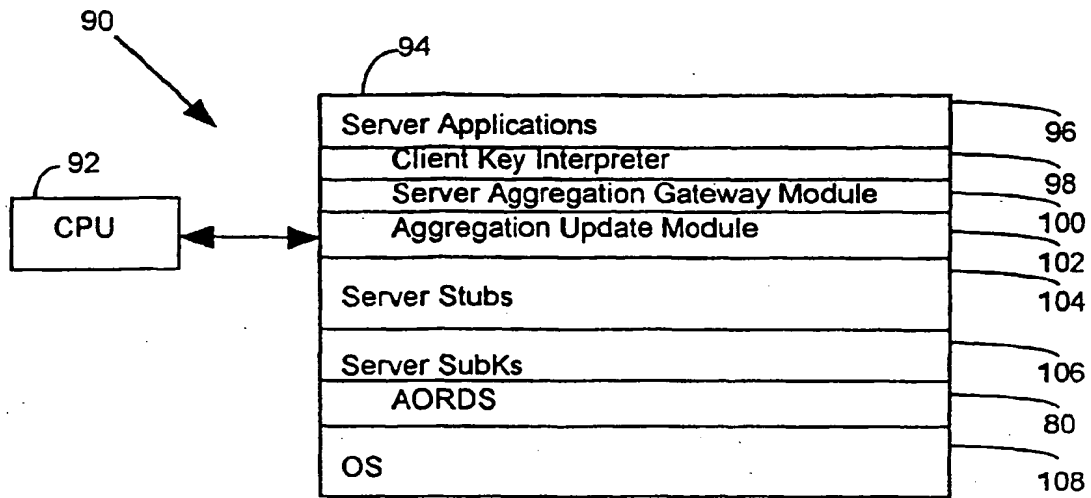 90
94
Server Applications
96
92
Client Key Interpreter
98
CPU
Server Aggregation Gateway Module
100
Aggregation Update Module
102
Server Stubs
104
Server SubKs
106
AORDS
80
OS
108